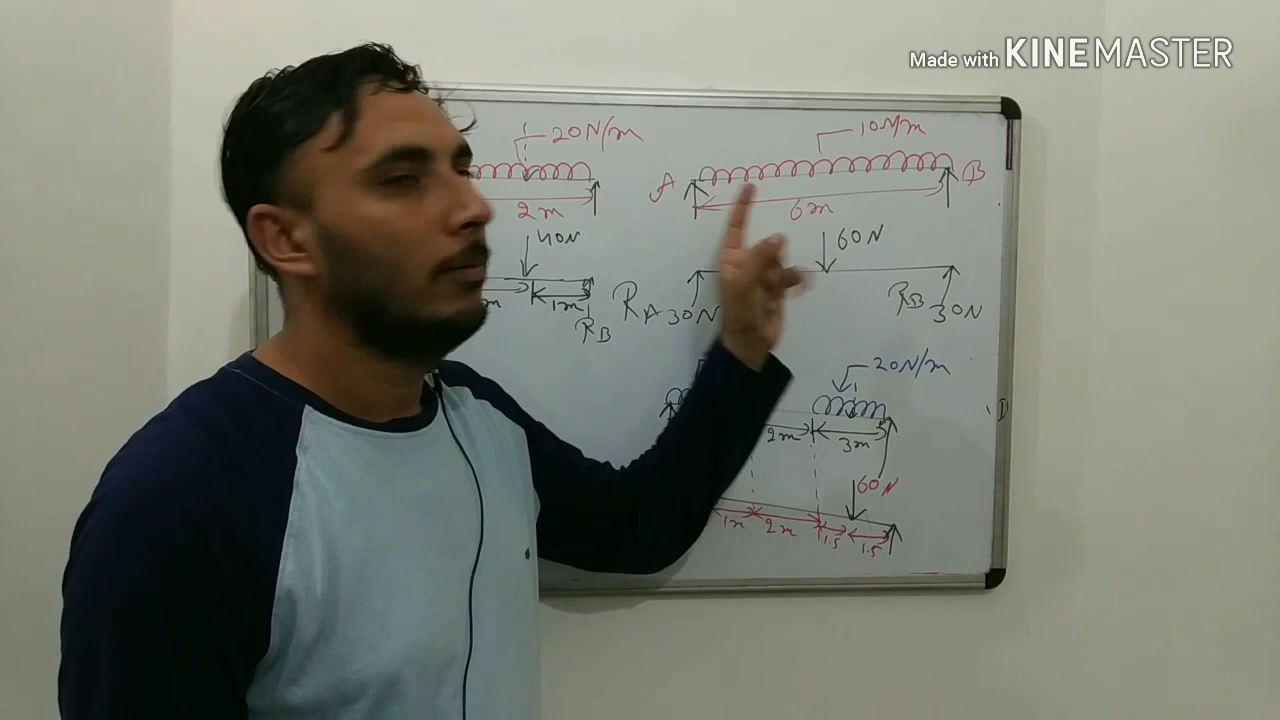 Made with KINEMASTER
20N/m
2m
40N
m
1m
RB
10N/m
A
B
6m
60N
RA 30N
RB 30N
20N/m
2m
3m
60N
1m
2m
1.5
1.5